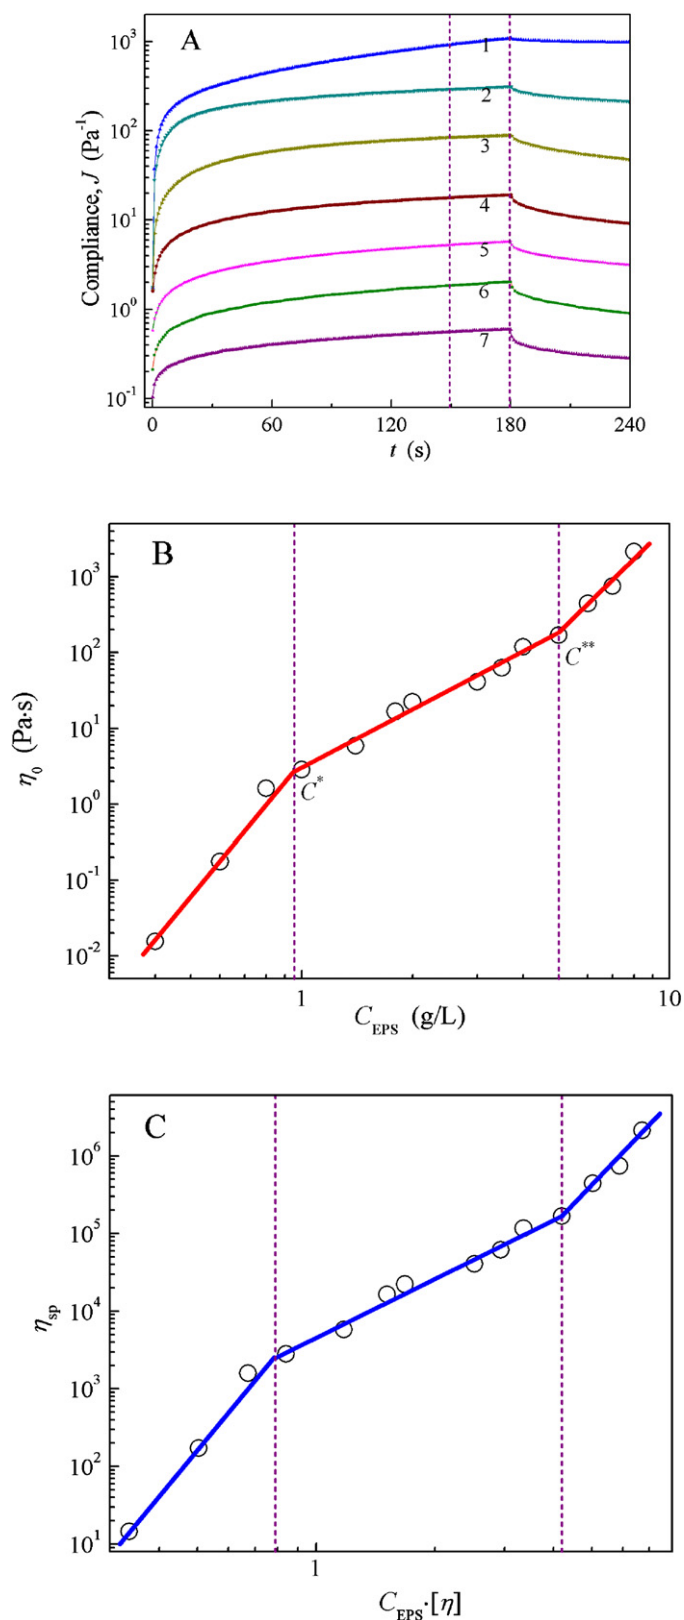 A
Compliance, J (Pa⁻¹)
10³
10²
10¹
10⁰
10⁻¹
1
2
3
4
5
6
7
0 60 120 180 240
t (s)
B
η₀ (Pa·s)
10³
10²
10¹
10⁰
10⁻¹
10⁻²
C*
C**
1 10
C_EPS (g/L)
C
η_sp
10⁶
10⁵
10⁴
10³
10²
10¹
1
C_EPS·[η]